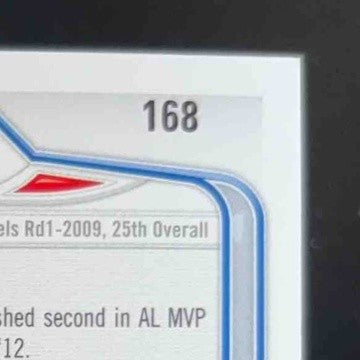 168
els Rd1-2009, 25th Overall
shed second in AL MVP
'12.